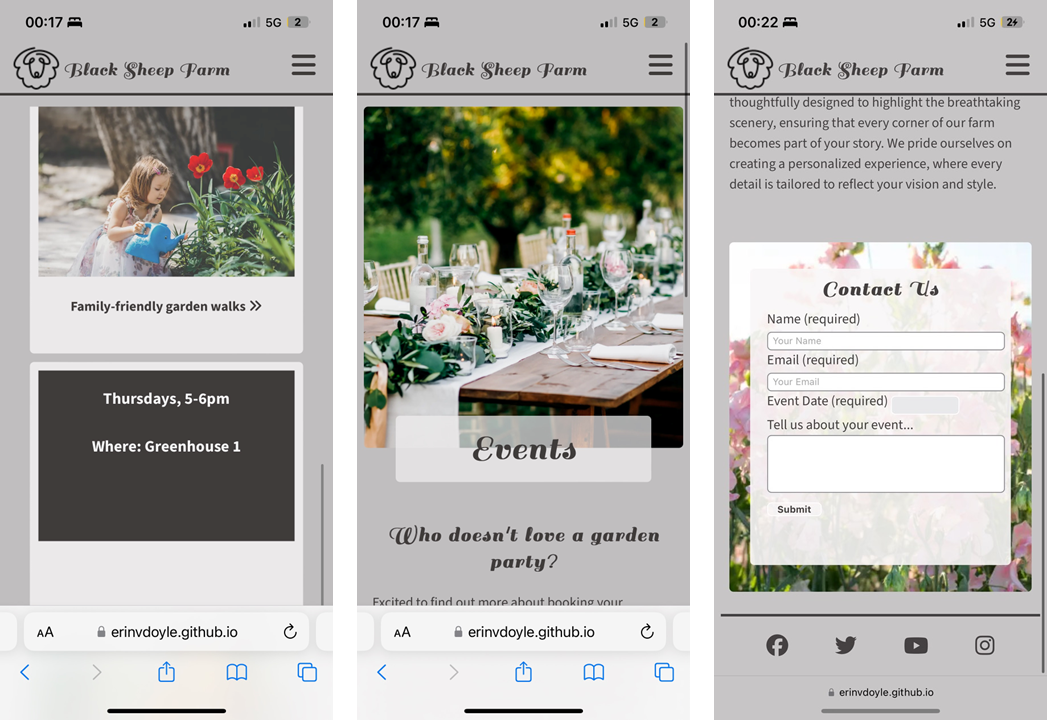 00:17
5G
2
Black Sheep Farm
Family-friendly garden walks »
Thursdays, 5-6pm
Where: Greenhouse 1
AA
erinvdoyle.github.io
00:17
5G
2
Black Sheep Farm
Events
Who doesn't love a garden
party?
Excited to find out more about booking your
AA
erinvdoyle.github.io
00:22
5G
2
Black Sheep Farm
thoughtfully designed to highlight the breathtaking
scenery, ensuring that every corner of our farm
becomes part of your story. We pride ourselves on
creating a personalized experience, where every
detail is tailored to reflect your vision and style.
Contact Us
Name (required)
Your Name
Email (required)
Your Email
Event Date (required)
Tell us about your event...
Submit
erinvdoyle.github.io